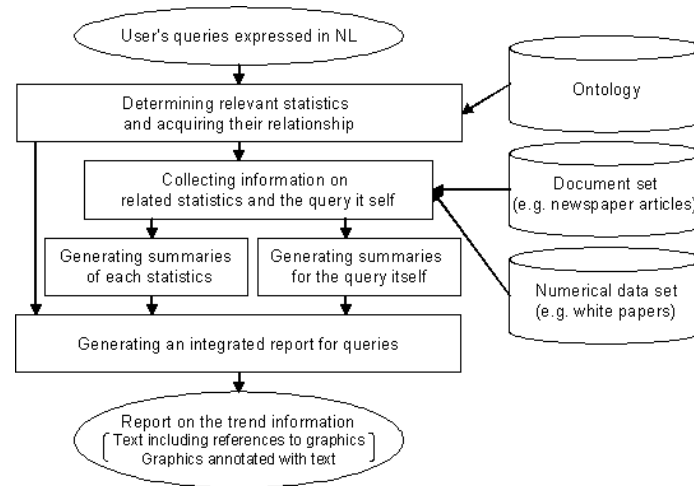 User's queries expressed in NL
Determining relevant statistics
and acquiring their relationship
Ontology
Collecting information on
related statistics and the query it self
Document set
(e.g. newspaper articles)
Generating summaries
of each statistics
Generating summaries
for the query itself
Numerical data set
(e.g. white papers)
Generating an integrated report for queries
Report on the trend information
Text including references to graphics
Graphics annotated with text